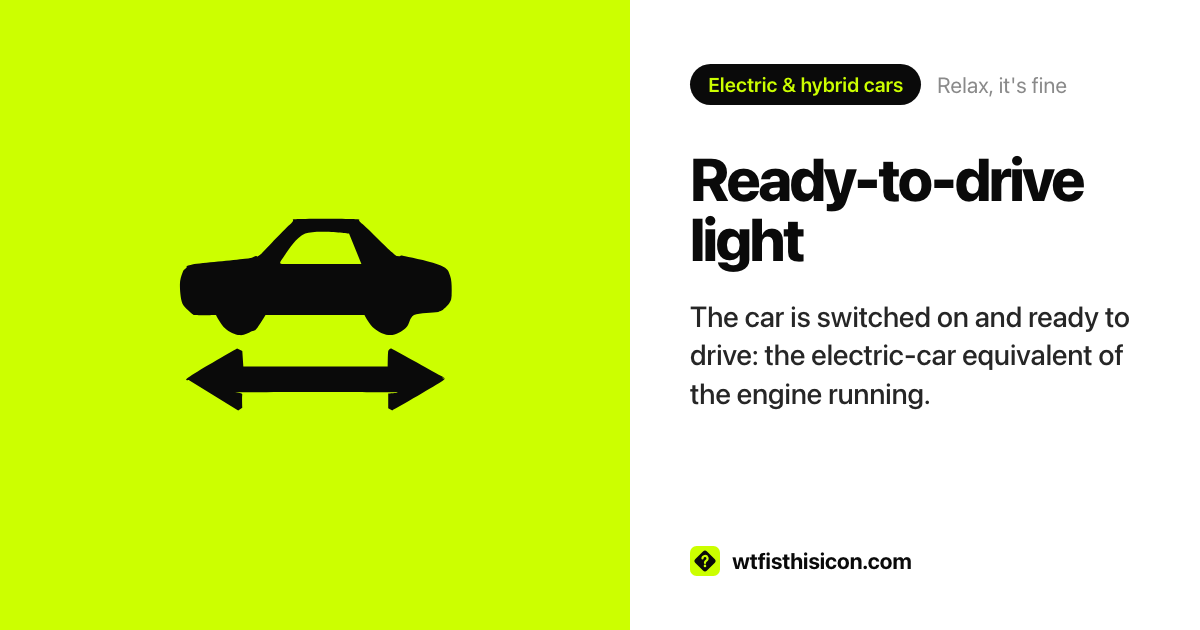 Electric & hybrid cars Relax, it's fine
Ready-to-drive
light
The car is switched on and ready to
drive: the electric-car equivalent of
the engine running.
? wtfisthisicon.com